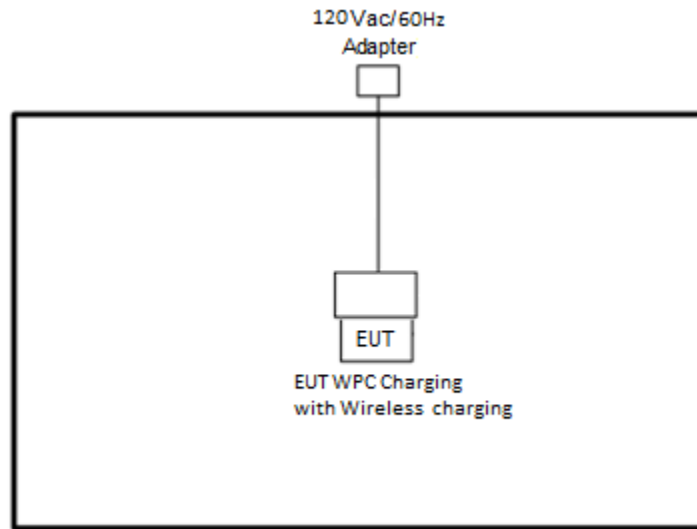 120Vac/60Hz
Adapter
EUT
EUT WPC Charging
with Wireless charging